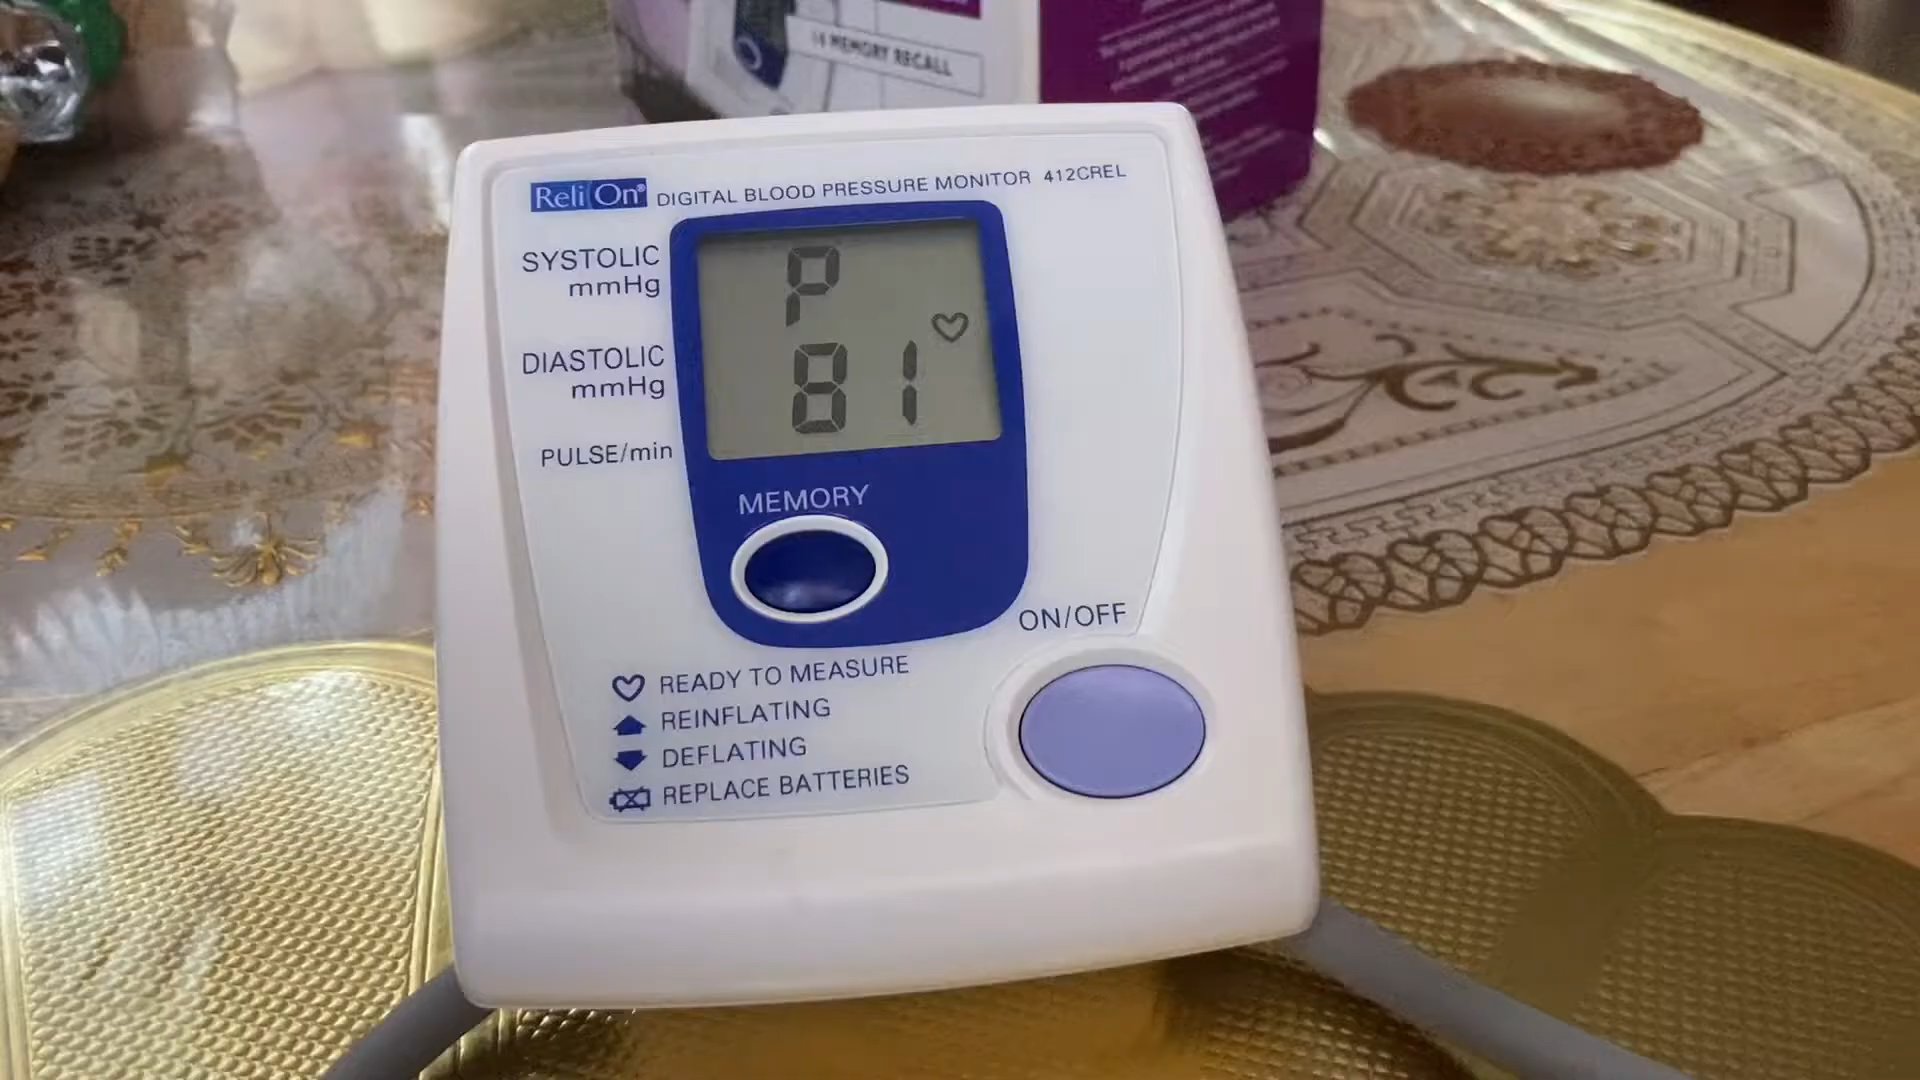 MEMORY RECALL
ReliOn® DIGITAL BLOOD PRESSURE MONITOR 412CREL
SYSTOLIC
mmHg
P
DIASTOLIC
mmHg
81
PULSE/min
MEMORY
ON/OFF
READY TO MEASURE
REINFLATING
DEFLATING
REPLACE BATTERIES